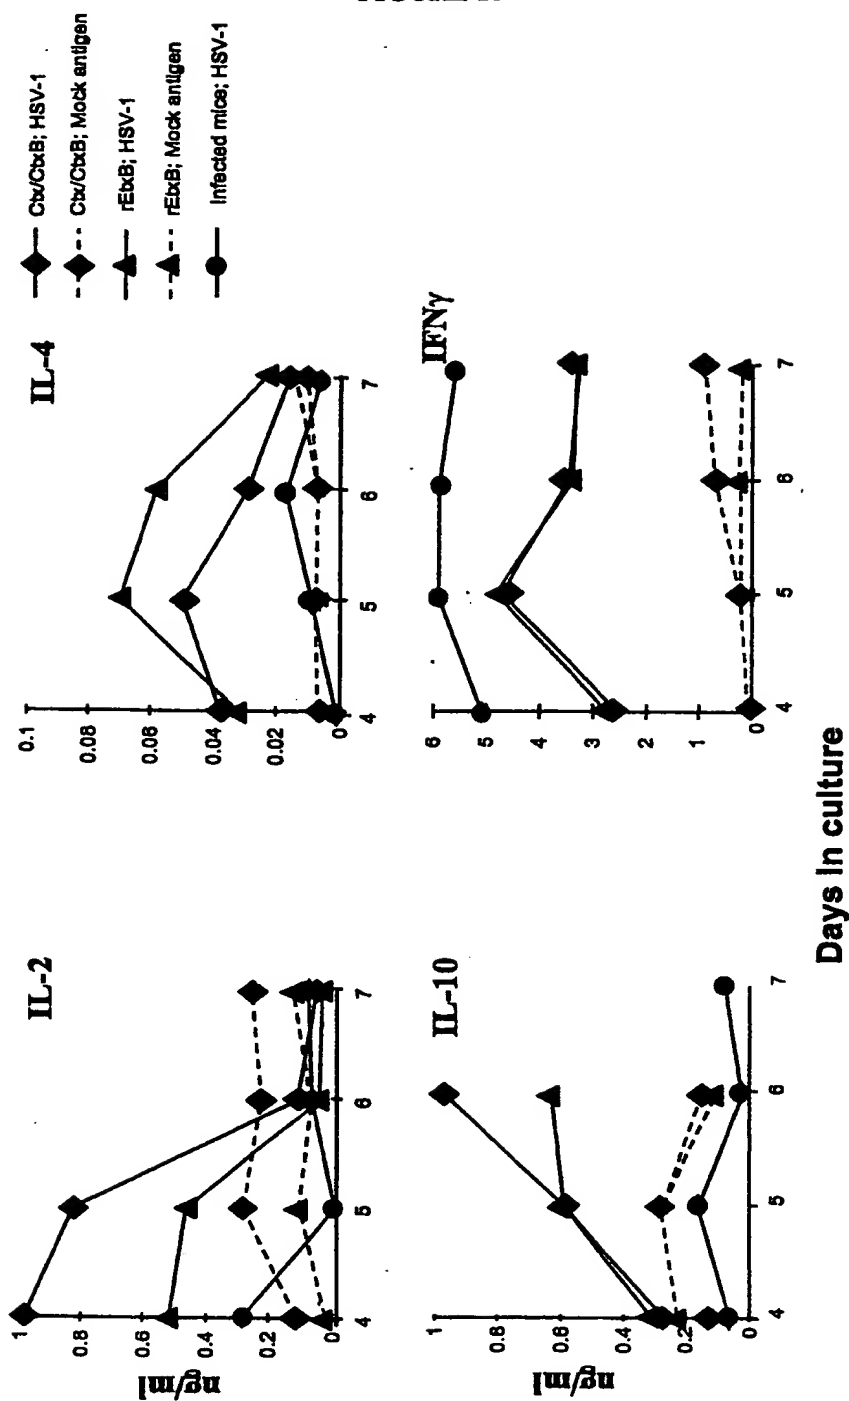 IL-2
ng/ml
1
0.8
0.6
0.4
0.2
0
4 5 6 7
IL-4
0.1
0.08
0.06
0.04
0.02
0
4 5 6 7
Ctx/CtxB; HSV-1
Ctx/CtxB; Mock antigen
rEtxB; HSV-1
rEtxB; Mock antigen
Infected mice; HSV-1
IL-10
ng/ml
1
0.8
0.6
0.4
0.2
0
4 5 6 7
IFNγ
6
5
4
3
2
1
0
4 5 6 7
Days in culture